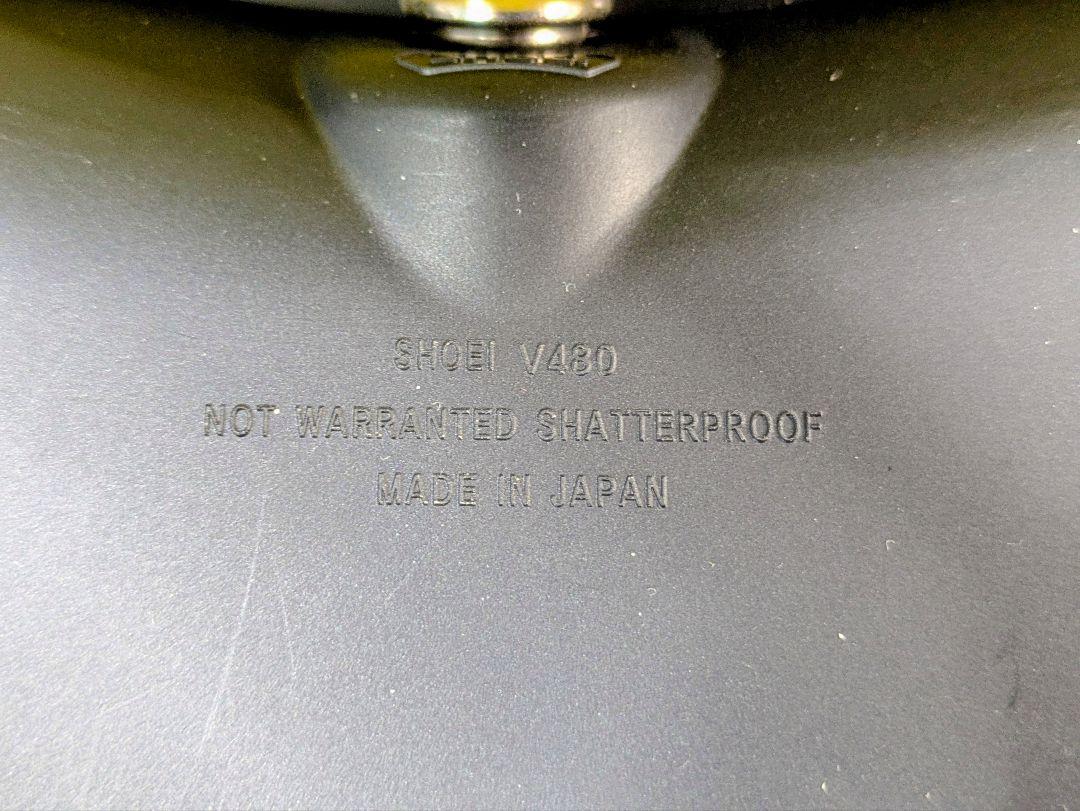 SHOEI V480
NOT WARRANTED SHATTERPROOF
MADE IN JAPAN